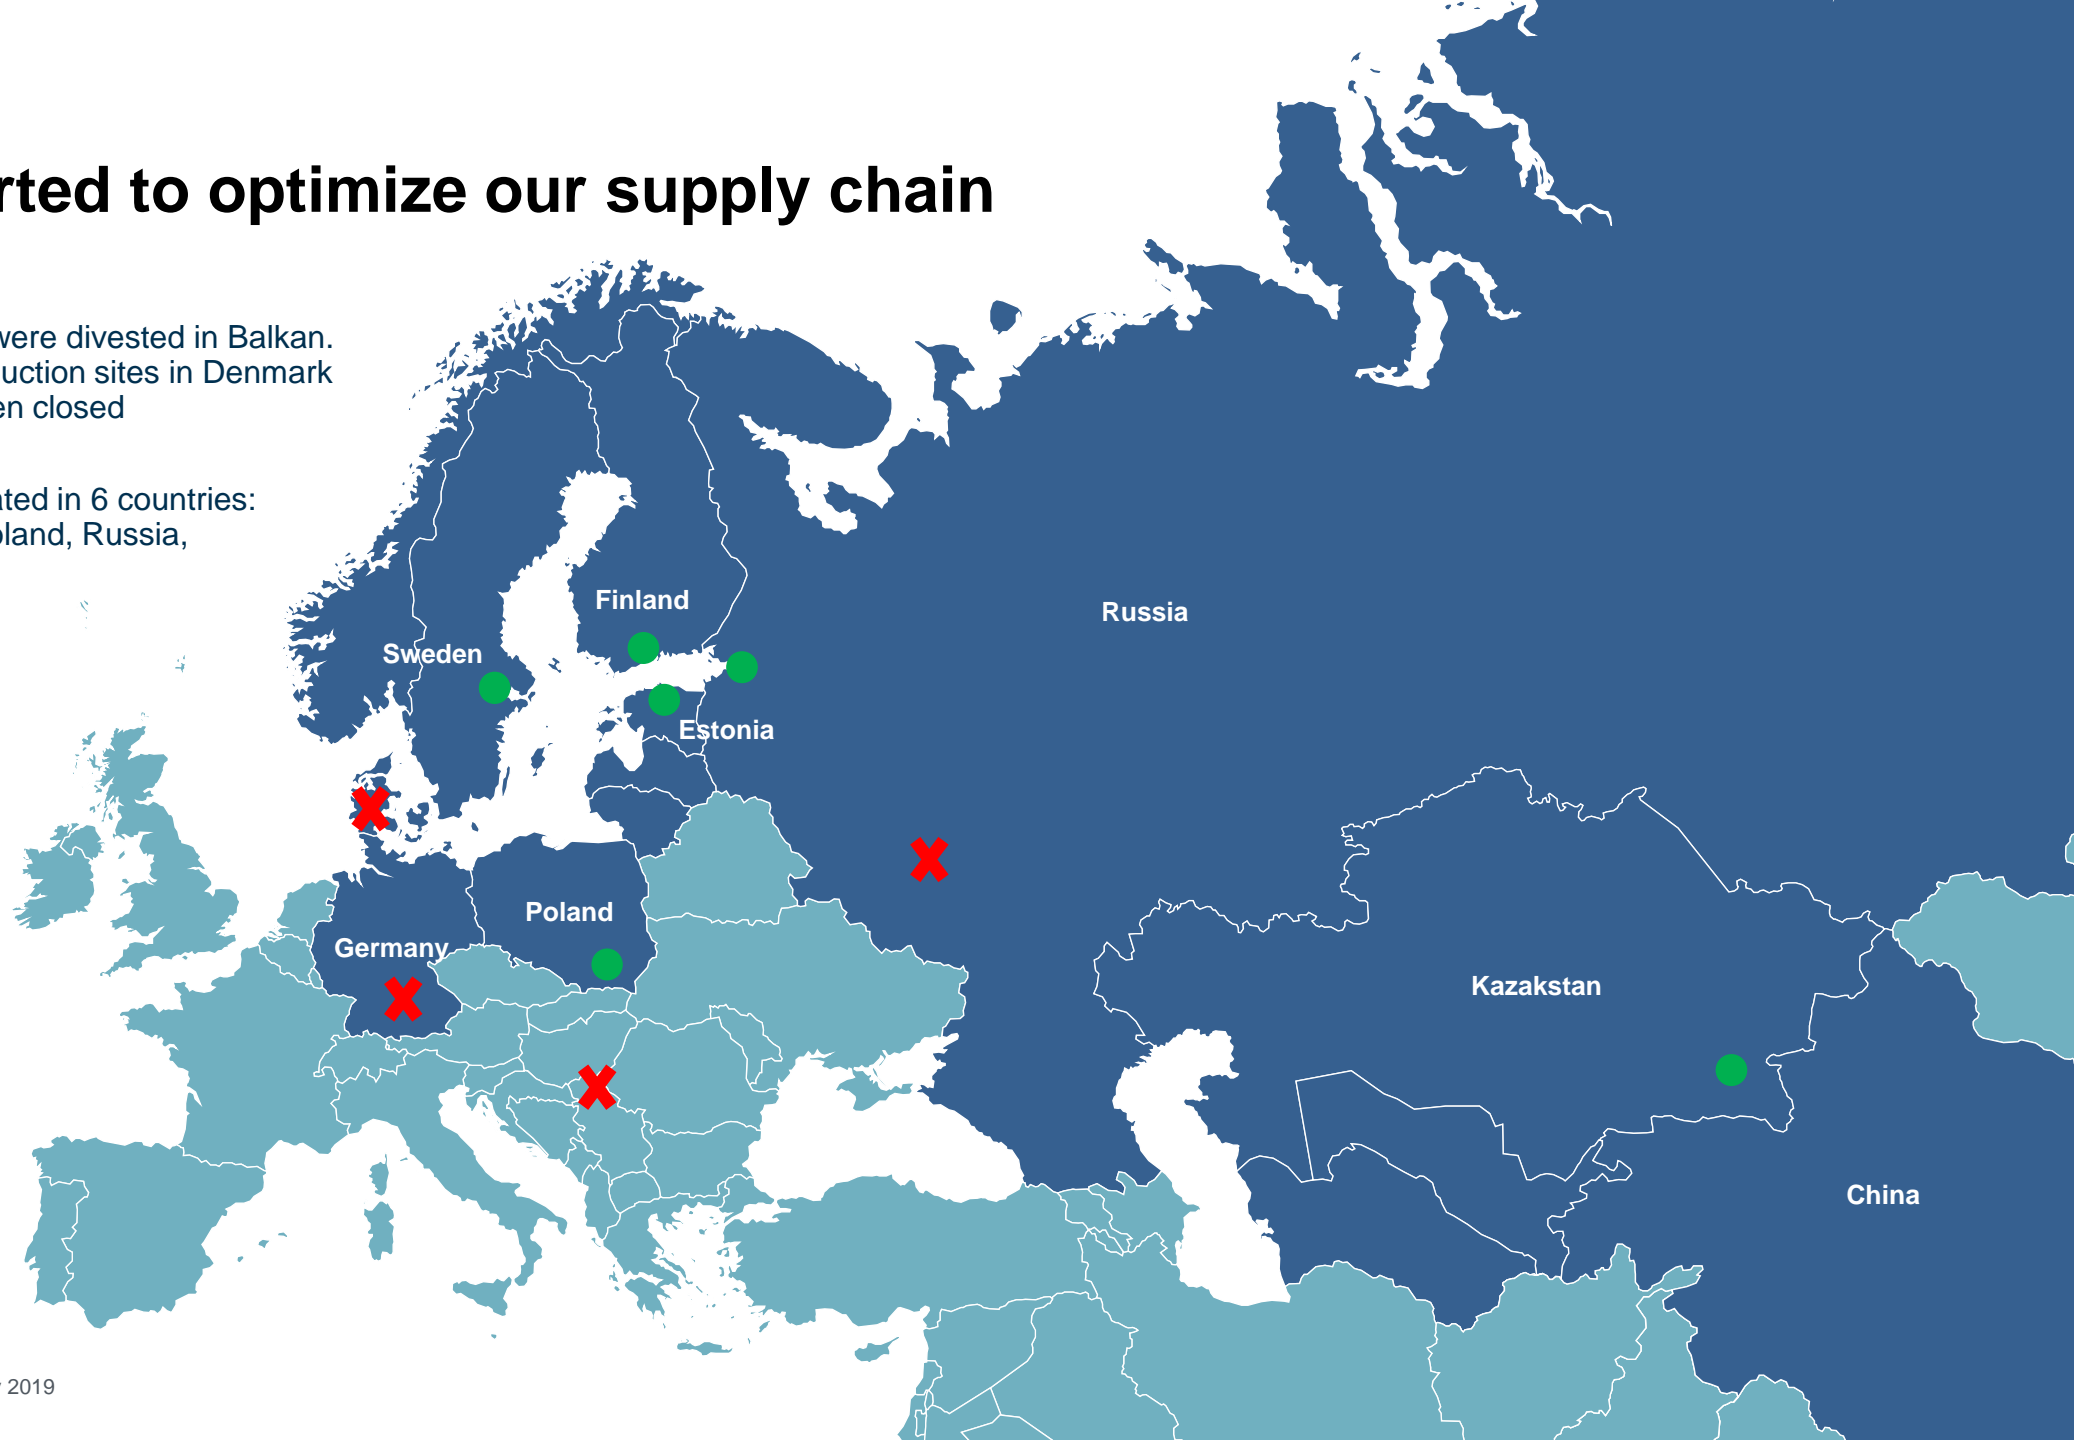 rted to optimize our supply chain
were divested in Balkan.
uction sites in Denmark
en closed
ated in 6 countries:
oland, Russia,
Finland
Russia
Sweden
Estonia
Poland
Germany
Kazakstan
China
2019